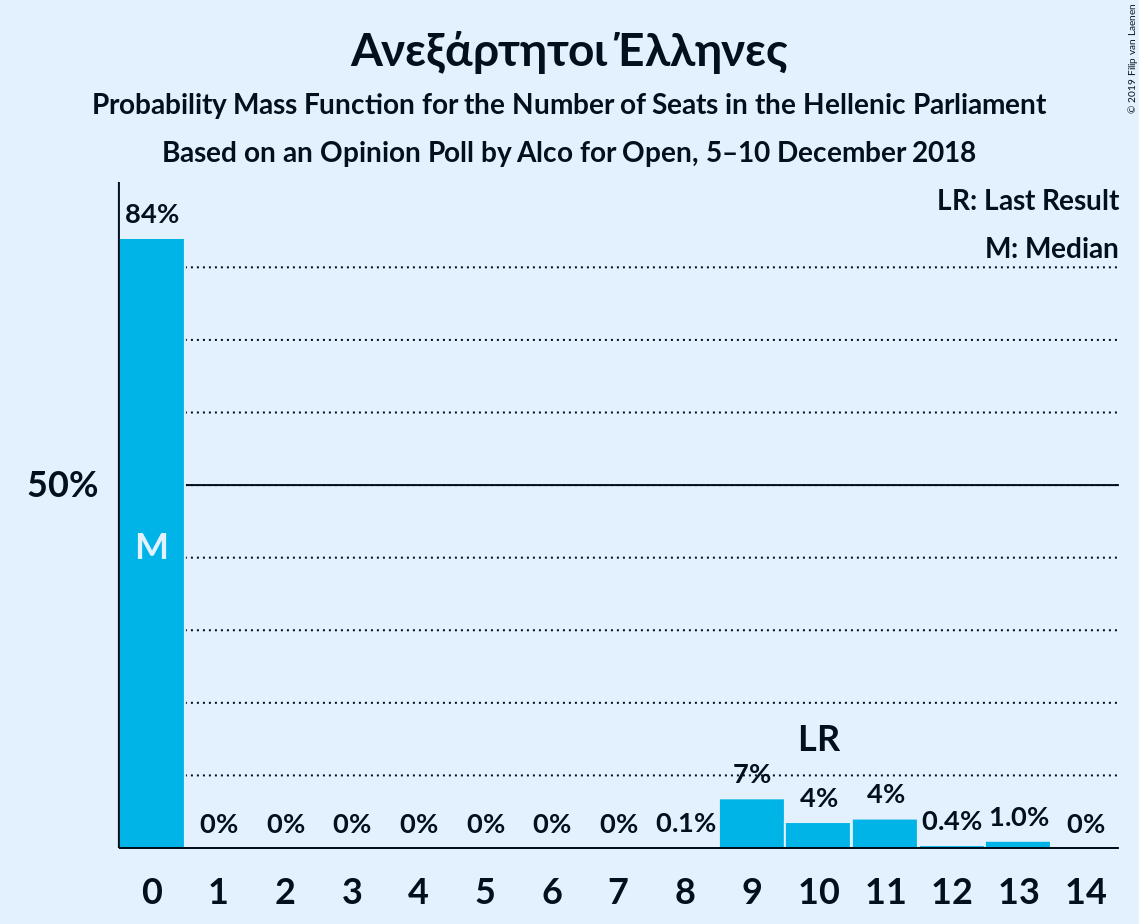 Ανεξάρτητοι Έλληνες
Probability Mass Function for the Number of Seats in the Hellenic Parliament
Based on an Opinion Poll by Alco for Open, 5–10 December 2018
© 2019 Filip van Laenen
LR: Last Result
M: Median
84%
50%
M
LR
0% 0% 0% 0% 0% 0% 0% 0.1% 7% 4% 4% 0.4% 1.0% 0%
0 1 2 3 4 5 6 7 8 9 10 11 12 13 14